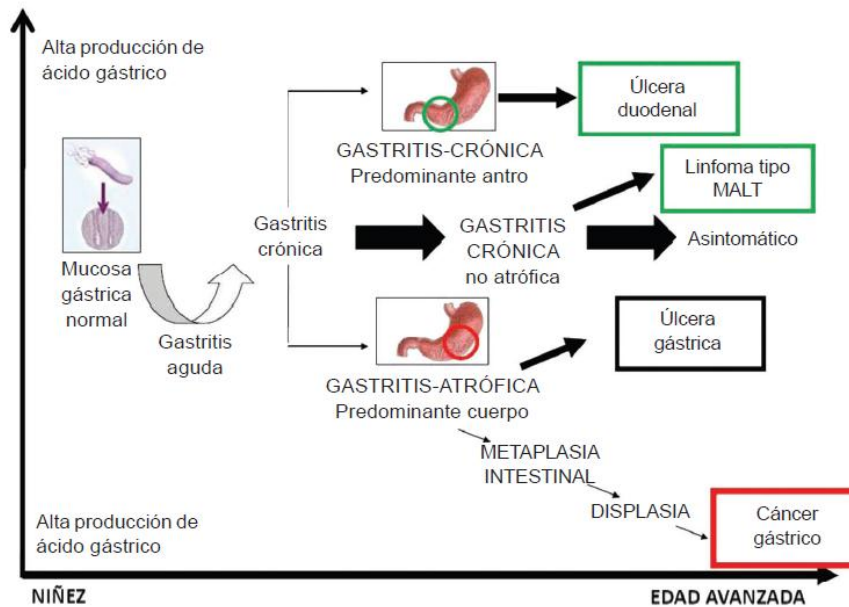 Alta producción de
ácido gástrico
Úlcera
duodenal
GASTRITIS-CRÓNICA
Predominante antro
Linfoma tipo
MALT
Gastritis
crónica
GASTRITIS
CRÓNICA
no atrófica
Asintomático
Mucosa
gástrica
normal
Gastritis
aguda
Úlcera
gástrica
GASTRITIS-ATRÓFICA
Predominante cuerpo
METAPLASIA
INTESTINAL
DISPLASIA
Cáncer
gástrico
Alta producción de
ácido gástrico
NIÑEZ
EDAD AVANZADA